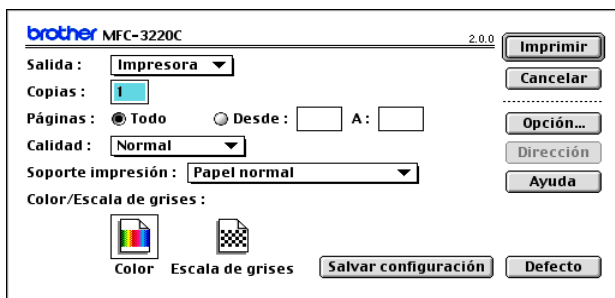 brother MFC-3220C 2.0.0
Imprimir
Salida : Impresora
Cancelar
Copias : 1
Páginas : Todo Desde : A :
Opción...
Calidad : Normal
Dirección
Soporte impresión : Papel normal
Ayuda
Color/Escala de grises :
Color Escala de grises
Salvar configuración Defecto